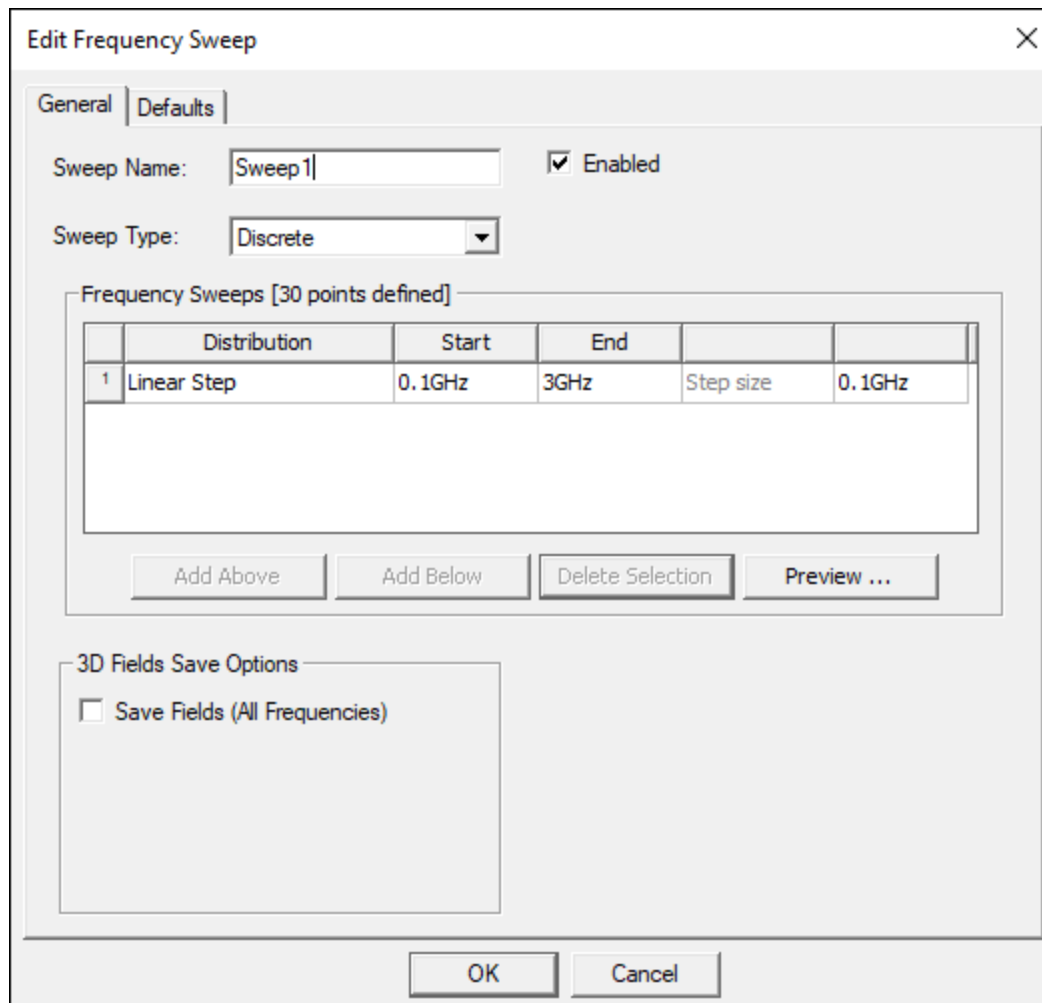 Edit Frequency Sweep
General Defaults
Sweep Name: Sweep1 Enabled
Sweep Type: Discrete
Frequency Sweeps [30 points defined]
Distribution Start End
1 Linear Step 0.1GHz 3GHz Step size 0.1GHz
Add Above Add Below Delete Selection Preview ...
3D Fields Save Options
Save Fields (All Frequencies)
OK Cancel